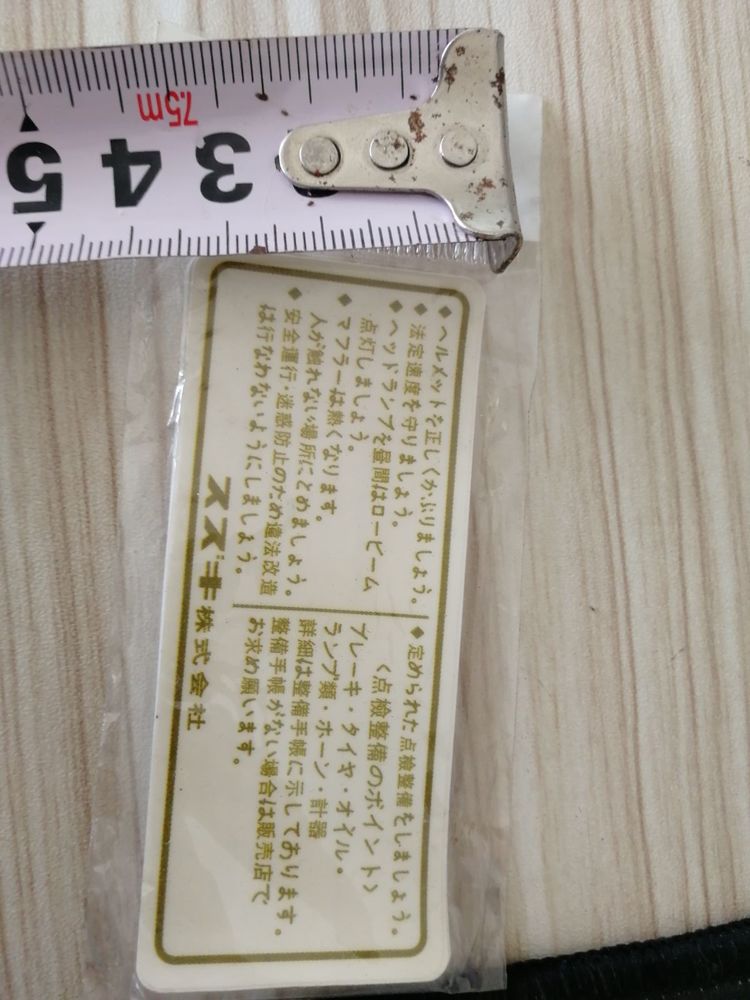 7.5m
3 4 5
◆ヘルメットを正しくかぶりましょう。
◆法定速度を守りましょう。
◆ヘッドランプを昼間はロービーム
点灯しましょう。
◆マフラーは熱くなります。
人が触れない場所にとめましょう。
◆安全運行・迷惑防止のため違法改造
は行なわないようにしましょう。
◆定められた点検整備をしましょう。
〈点検整備のポイント〉
ブレーキ・タイヤ・オイル・
ランプ類・ホーン・計器
詳細は整備手帳に示してあります。
整備手帳がない場合は販売店で
お求め願います。
スズキ株式会社